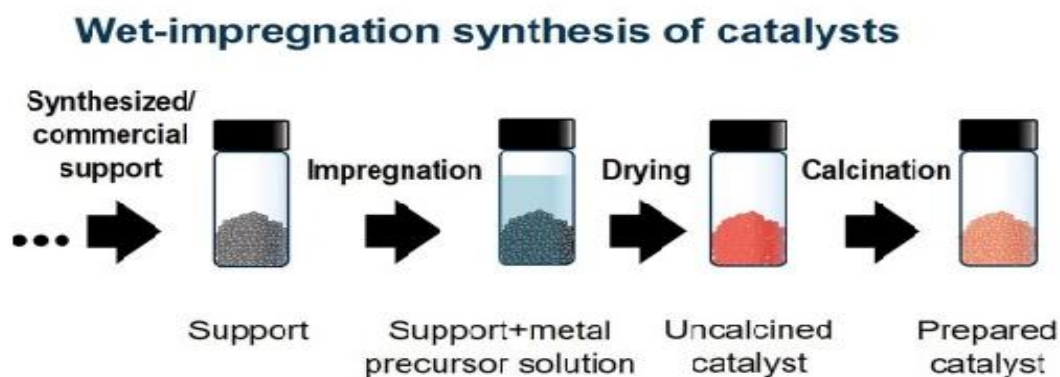 Wet-impregnation synthesis of catalysts
Synthesized/
commercial
support
Impregnation
Drying
Calcination
Support
Support+metal
precursor solution
Uncalcined
catalyst
Prepared
catalyst